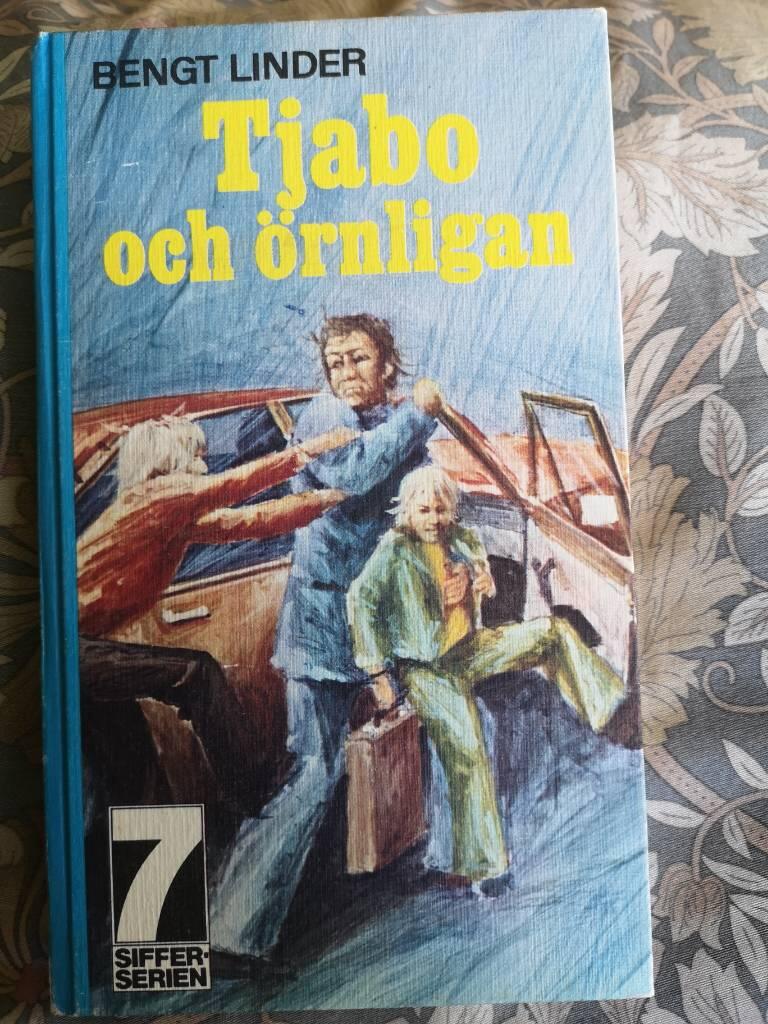 BENGT LINDER
Tjabo
och örnligan
7
SIFFER-
SERIEN